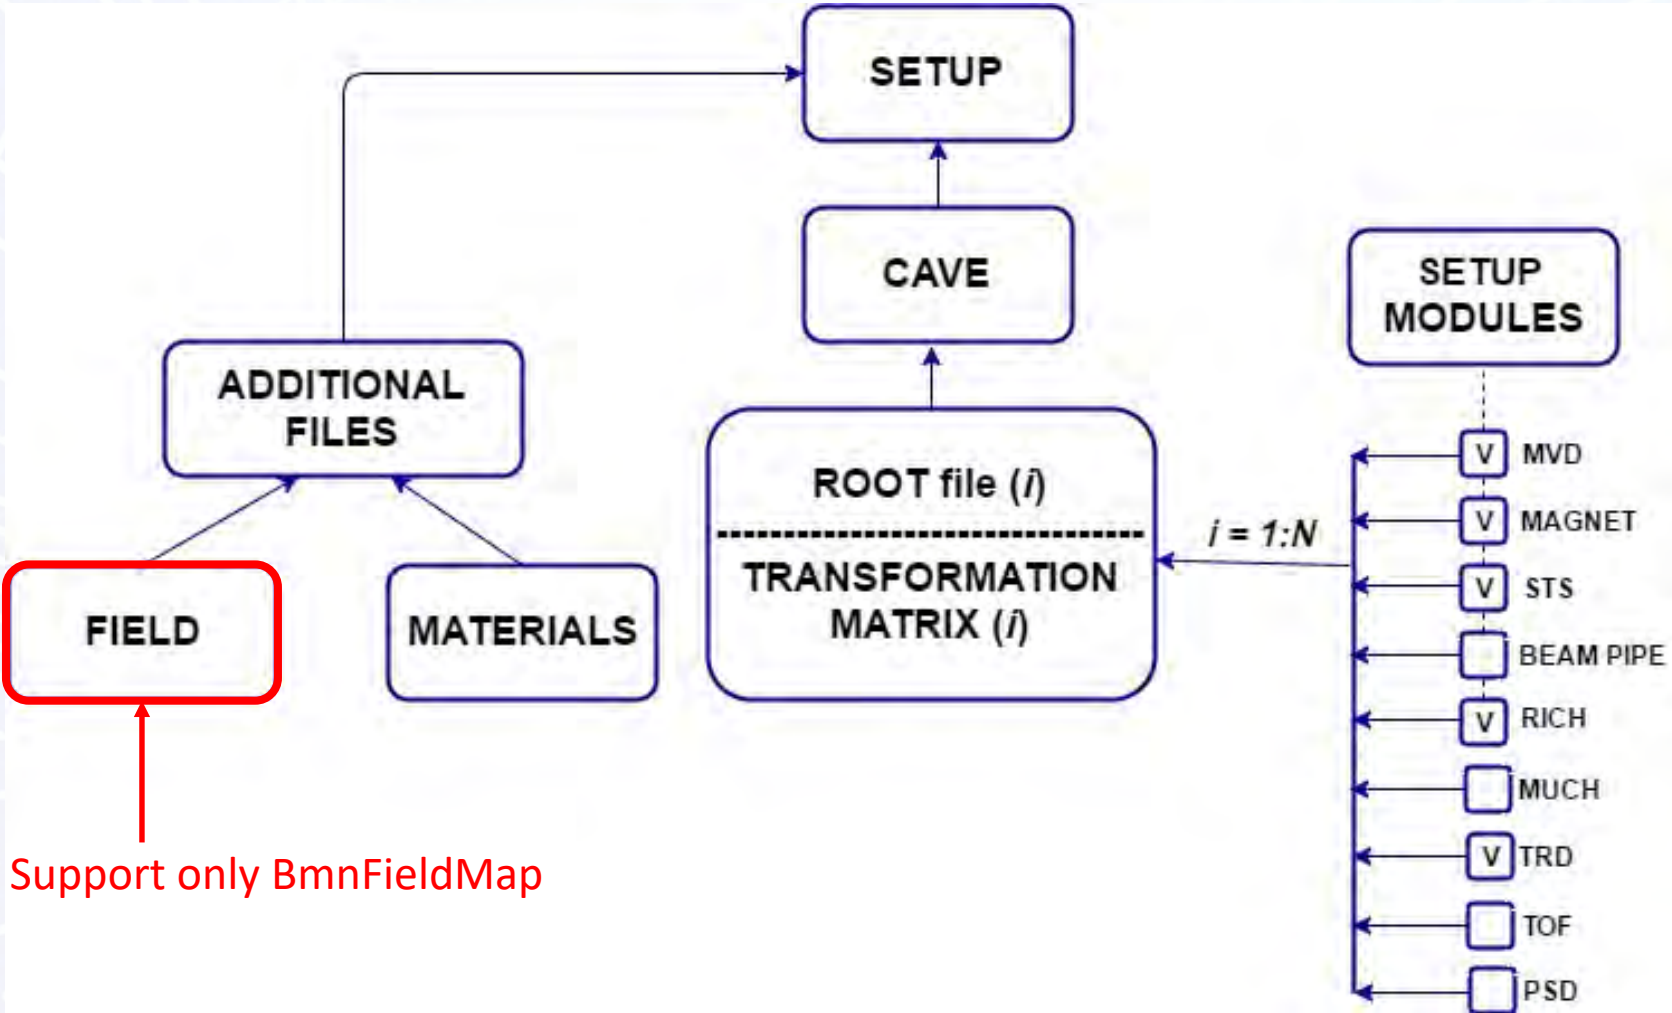 SETUP
CAVE
SETUP
MODULES
ADDITIONAL
FILES
ROOT file (i)
TRANSFORMATION
MATRIX (i)
i = 1:N
FIELD
MATERIALS
Support only BmnFieldMap
V MVD
V MAGNET
V STS
BEAM PIPE
V RICH
MUCH
V TRD
TOF
PSD